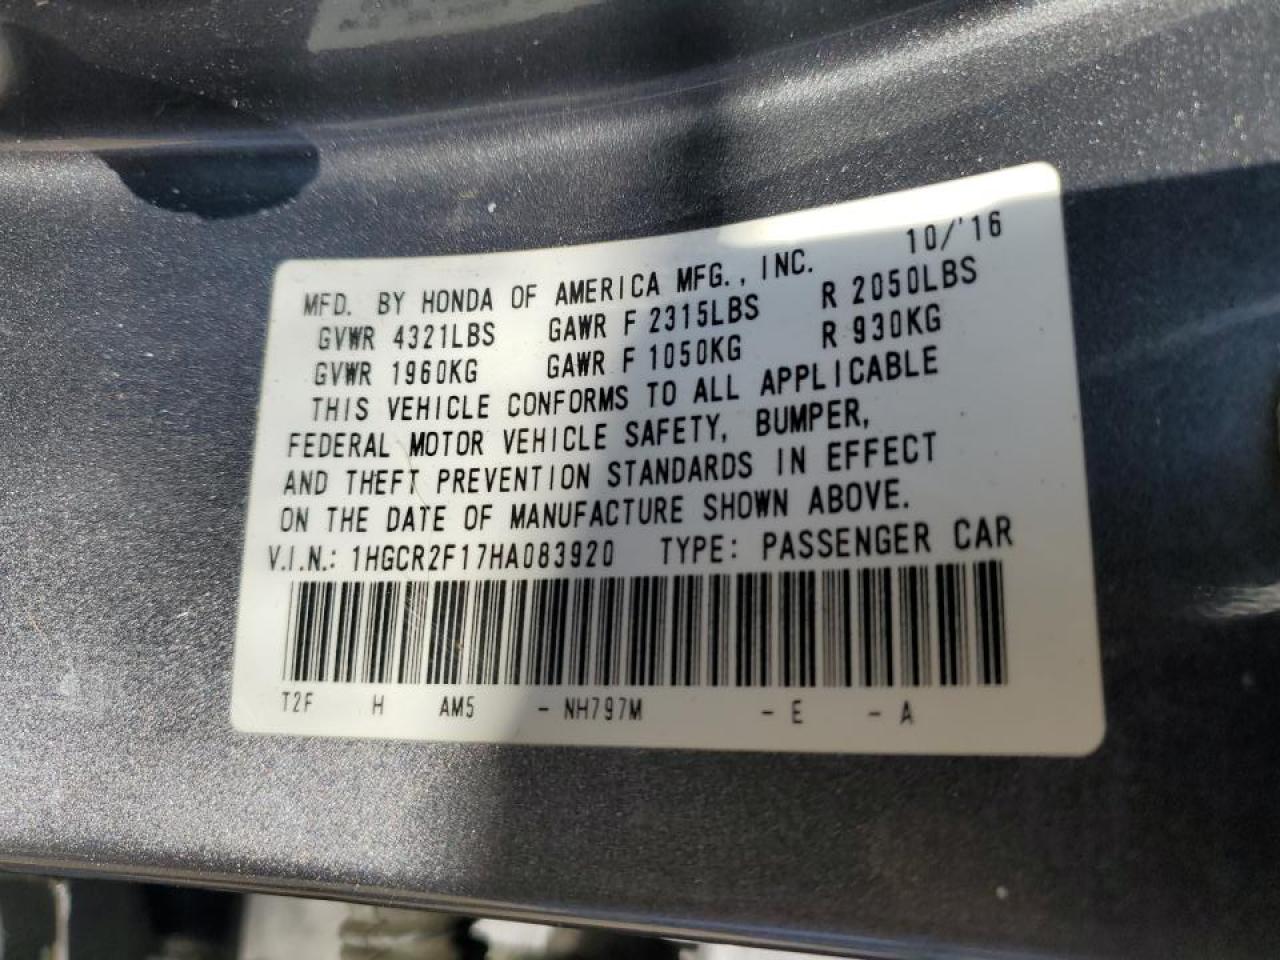 MFD. BY HONDA OF AMERICA MFG., INC. 10/'16
GVWR 4321LBS GAWR F 2315LBS R 2050LBS
GVWR 1960KG GAWR F 1050KG R 930KG
THIS VEHICLE CONFORMS TO ALL APPLICABLE
FEDERAL MOTOR VEHICLE SAFETY, BUMPER,
AND THEFT PREVENTION STANDARDS IN EFFECT
ON THE DATE OF MANUFACTURE SHOWN ABOVE.
V.I.N.: 1HGCR2F17HA083920 TYPE: PASSENGER CAR
T2F H AM5 - NH797M - E - A